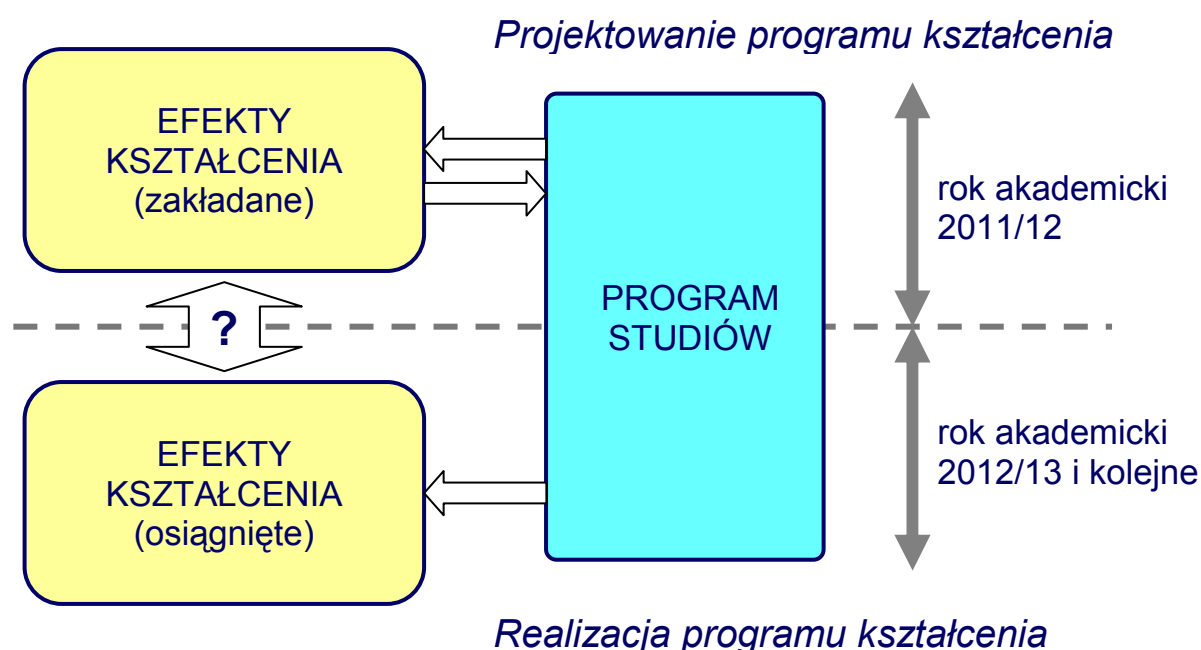 Projektowanie programu kształcenia
EFEKTY
KSZTAŁCENIA
(zakładane)
PROGRAM
STUDIÓW
rok akademicki
2011/12
?
EFEKTY
KSZTAŁCENIA
(osiągnięte)
rok akademicki
2012/13 i kolejne
Realizacja programu kształcenia